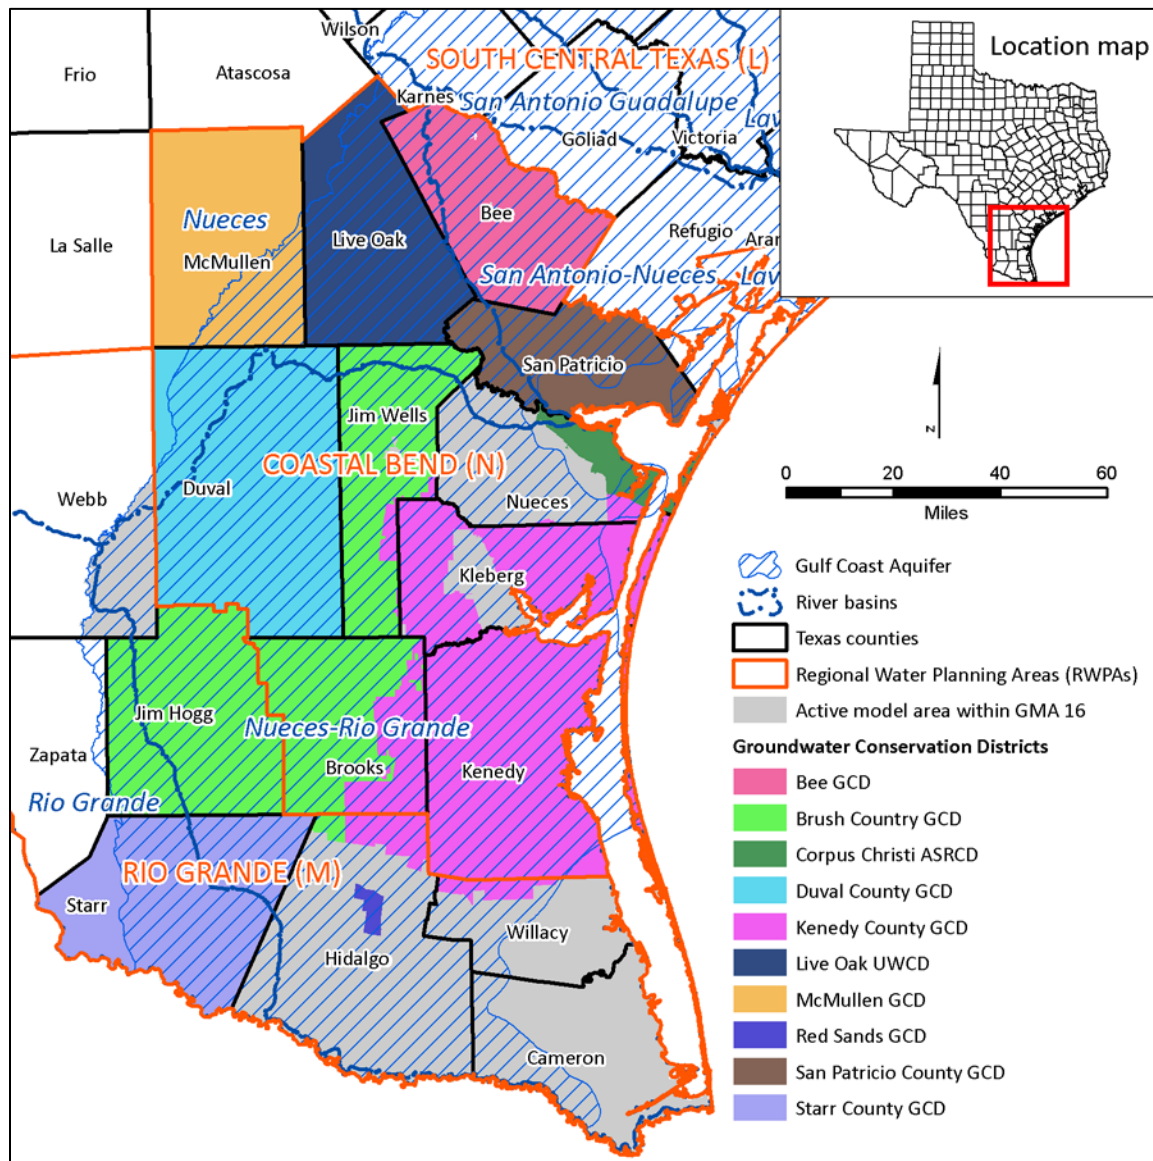 Wilson
Frio
Atascosa
SOUTH CENTRAL TEXAS (L)
Karnes
San Antonio Guadalupe
Lav
Goliad
Victoria
Location map
Nueces
McMullen
La Salle
Live Oak
Bee
Refugio
Aran
San Antonio-Nueces
Lav
San Patricio
Jim Wells
COASTAL BEND (N)
Webb
Duval
Nueces
Kleberg
z
0
20
40
60
Miles
Gulf Coast Aquifer
River basins
Texas counties
Regional Water Planning Areas (RWPAs)
Active model area within GMA 16
Groundwater Conservation Districts
Bee GCD
Brush Country GCD
Corpus Christi ASRCD
Duval County GCD
Kenedy County GCD
Live Oak UWCD
McMullen GCD
Red Sands GCD
San Patricio County GCD
Starr County GCD
Jim Hogg
Nueces-Rio Grande
Zapata
Brooks
Kenedy
Rio Grande
RIO GRANDE (M)
Starr
Hidalgo
Willacy
Cameron